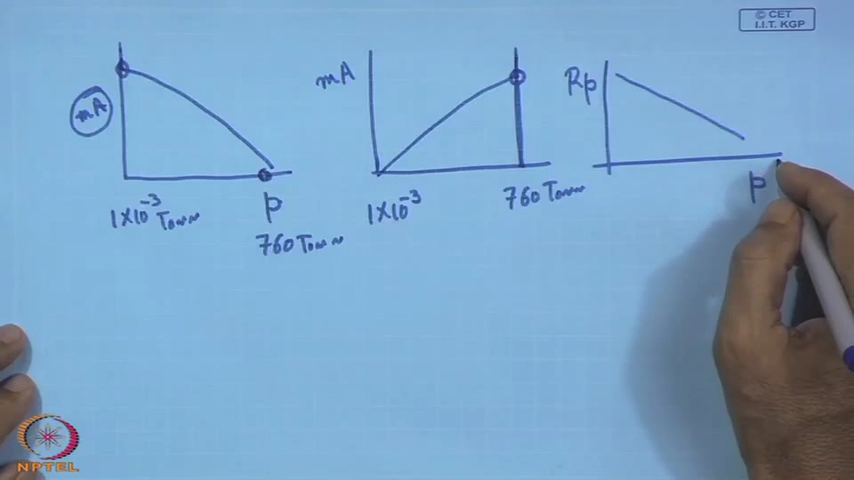 © CET
I.I.T. KGP
mA
1×10⁻³ Torr
p
760 Torr
mA
1×10⁻³
760 Torr
Rp
p
NPTEL